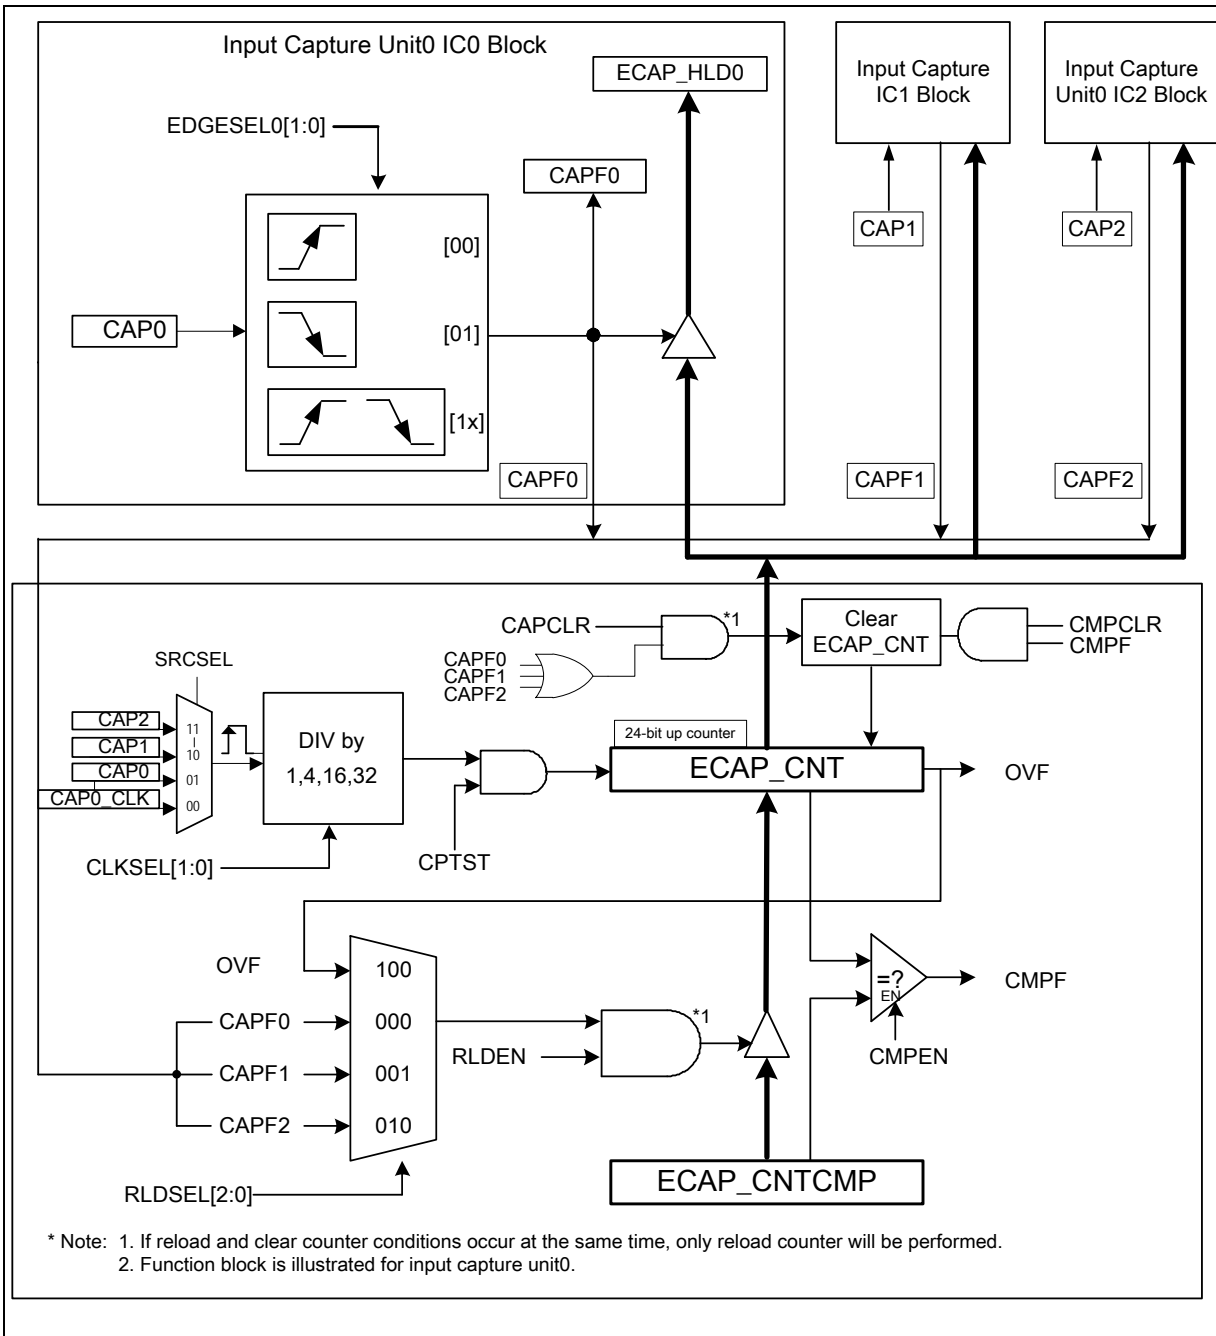 Input Capture Unit0 IC0 Block
ECAP_HLD0
EDGESEL0[1:0]
CAPF0
[00]
CAP0
[01]
[1x]
CAPF0
Input Capture
IC1 Block
CAP1
CAPF1
Input Capture
Unit0 IC2 Block
CAP2
CAPF2
CAPCLR
*1
CAPF0
CAPF1
CAPF2
Clear
ECAP_CNT
CMPCLR
CMPF
SRCSEL
CAP2
CAP1
CAP0
CAP0_CLK
11
10
01
00
DIV by
1,4,16,32
CLKSEL[1:0]
CPTST
24-bit up counter
ECAP_CNT
OVF
OVF
CAPF0
CAPF1
CAPF2
100
000
001
010
RLDSEL[2:0]
RLDEN
*1
=?
EN
CMPF
CMPEN
ECAP_CNTCMP
* Note: 1. If reload and clear counter conditions occur at the same time, only reload counter will be performed.
2. Function block is illustrated for input capture unit0.